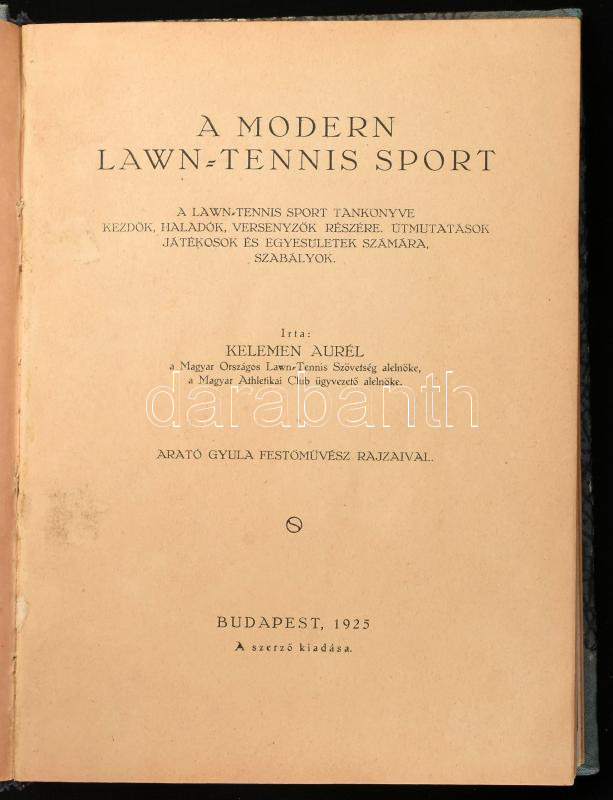 A MODERN
LAWN=TENNIS SPORT
A LAWN=TENNIS SPORT TANKONYVE
KEZDŐK, HALADÓK, VERSENYZŐK RÉSZÉRE. ÚTMUTATÁSOK
JÁTÉKOSOK ÉS EGYESÜLETEK SZÁMÁRA,
SZABÁLYOK.
Irta:
KELEMEN AURÉL
a Magyar Országos Lawn=Tennis Szövetség alelnöke,
a Magyar Athletikai Club ügyvezető alelnöke.
darabanth
ARATÓ GYULA FESTŐMŰVÉSZ RAJZAIVAL.
BUDAPEST, 1925
A szerző kiadása.